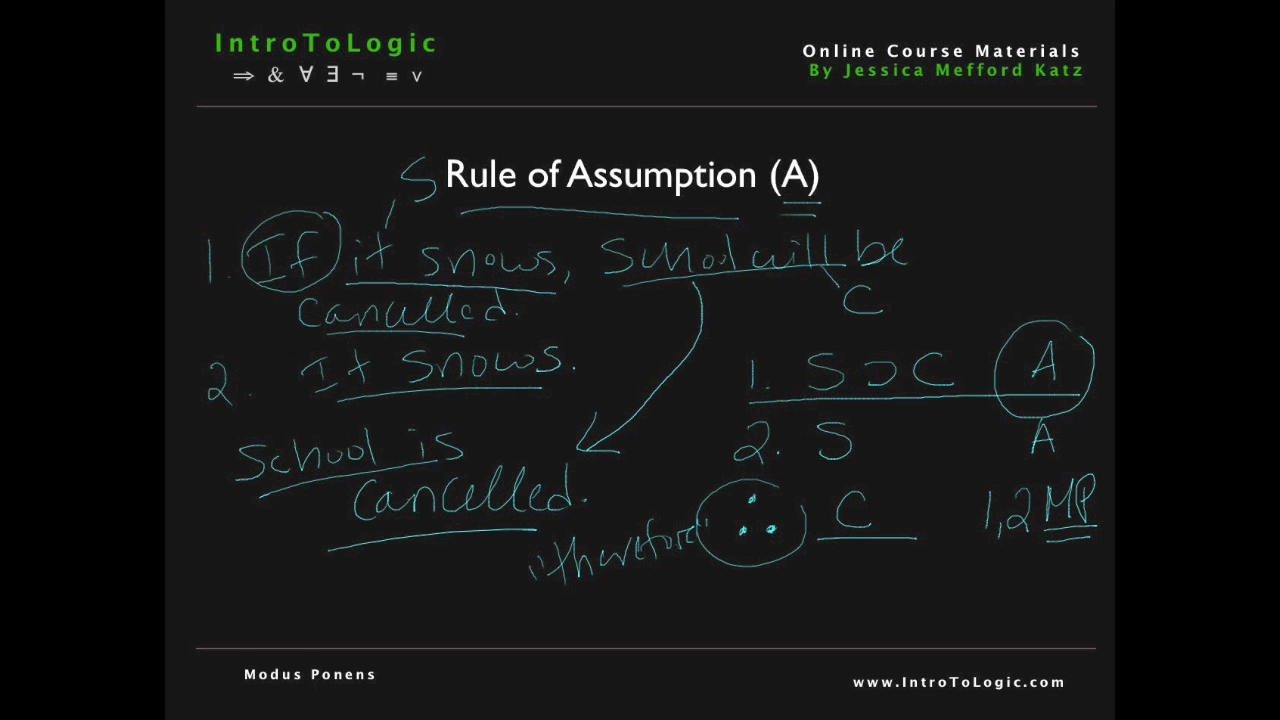 IntroToLogic
⇒ & ∀ ∃ ¬ ≡ ∨
Online Course Materials
By Jessica Mefford Katz
Rule of Assumption (A)
S
1. If it snows, School will be
cancelled.
C
2. It snows.
School is
cancelled.
1. S ⊃ C A
2. S A
"therefore" ∴ C 1,2 MP
Modus Ponens
www.IntroToLogic.com